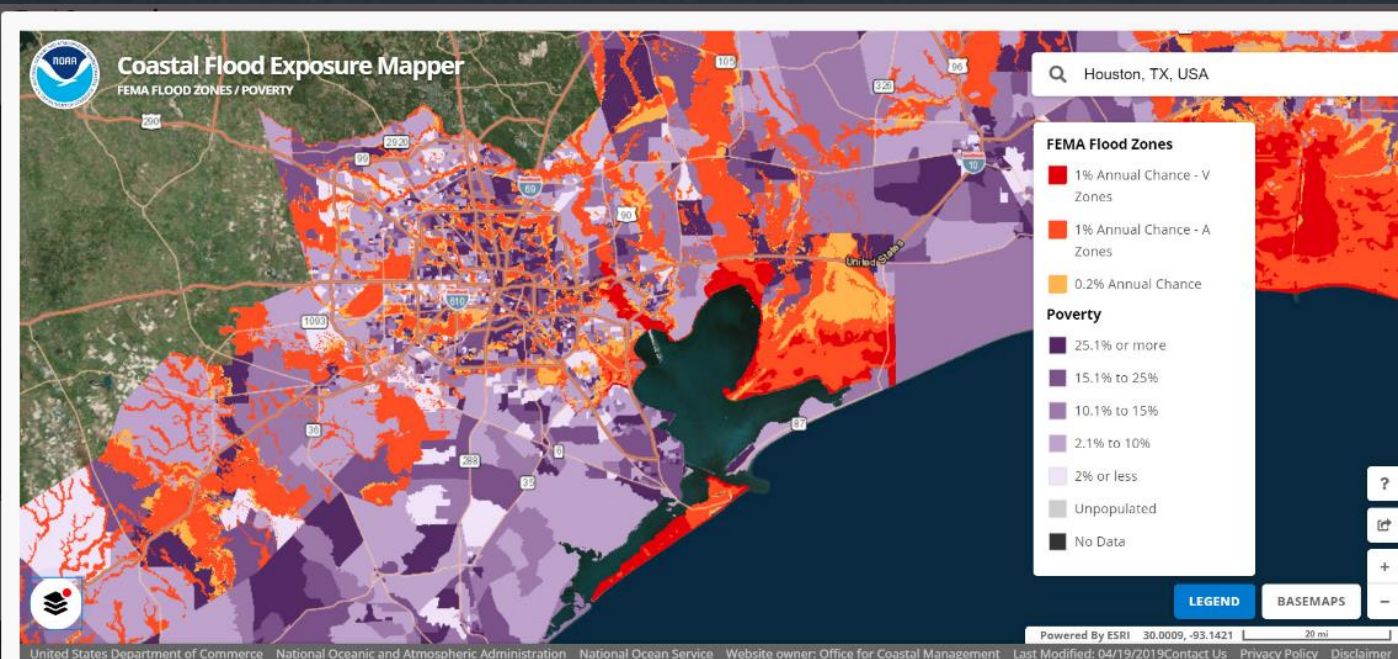 NOAA
Coastal Flood Exposure Mapper
FEMA FLOOD ZONES / POVERTY
Houston, TX, USA
FEMA Flood Zones
1% Annual Chance - V
Zones
1% Annual Chance - A
Zones
0.2% Annual Chance
Poverty
25.1% or more
15.1% to 25%
10.1% to 15%
2.1% to 10%
2% or less
Unpopulated
No Data
105
96
326
290
2920
99
69
10
90
United States
610
1093
36
87
288
6
35
?
+
−
LEGEND
BASEMAPS
Powered By ESRI 30.0009, -93.1421 20 mi
United States Department of Commerce National Oceanic and Atmospheric Administration National Ocean Service Website owner: Office for Coastal Management Last Modified: 04/19/2019Contact Us Privacy Policy Disclaimer